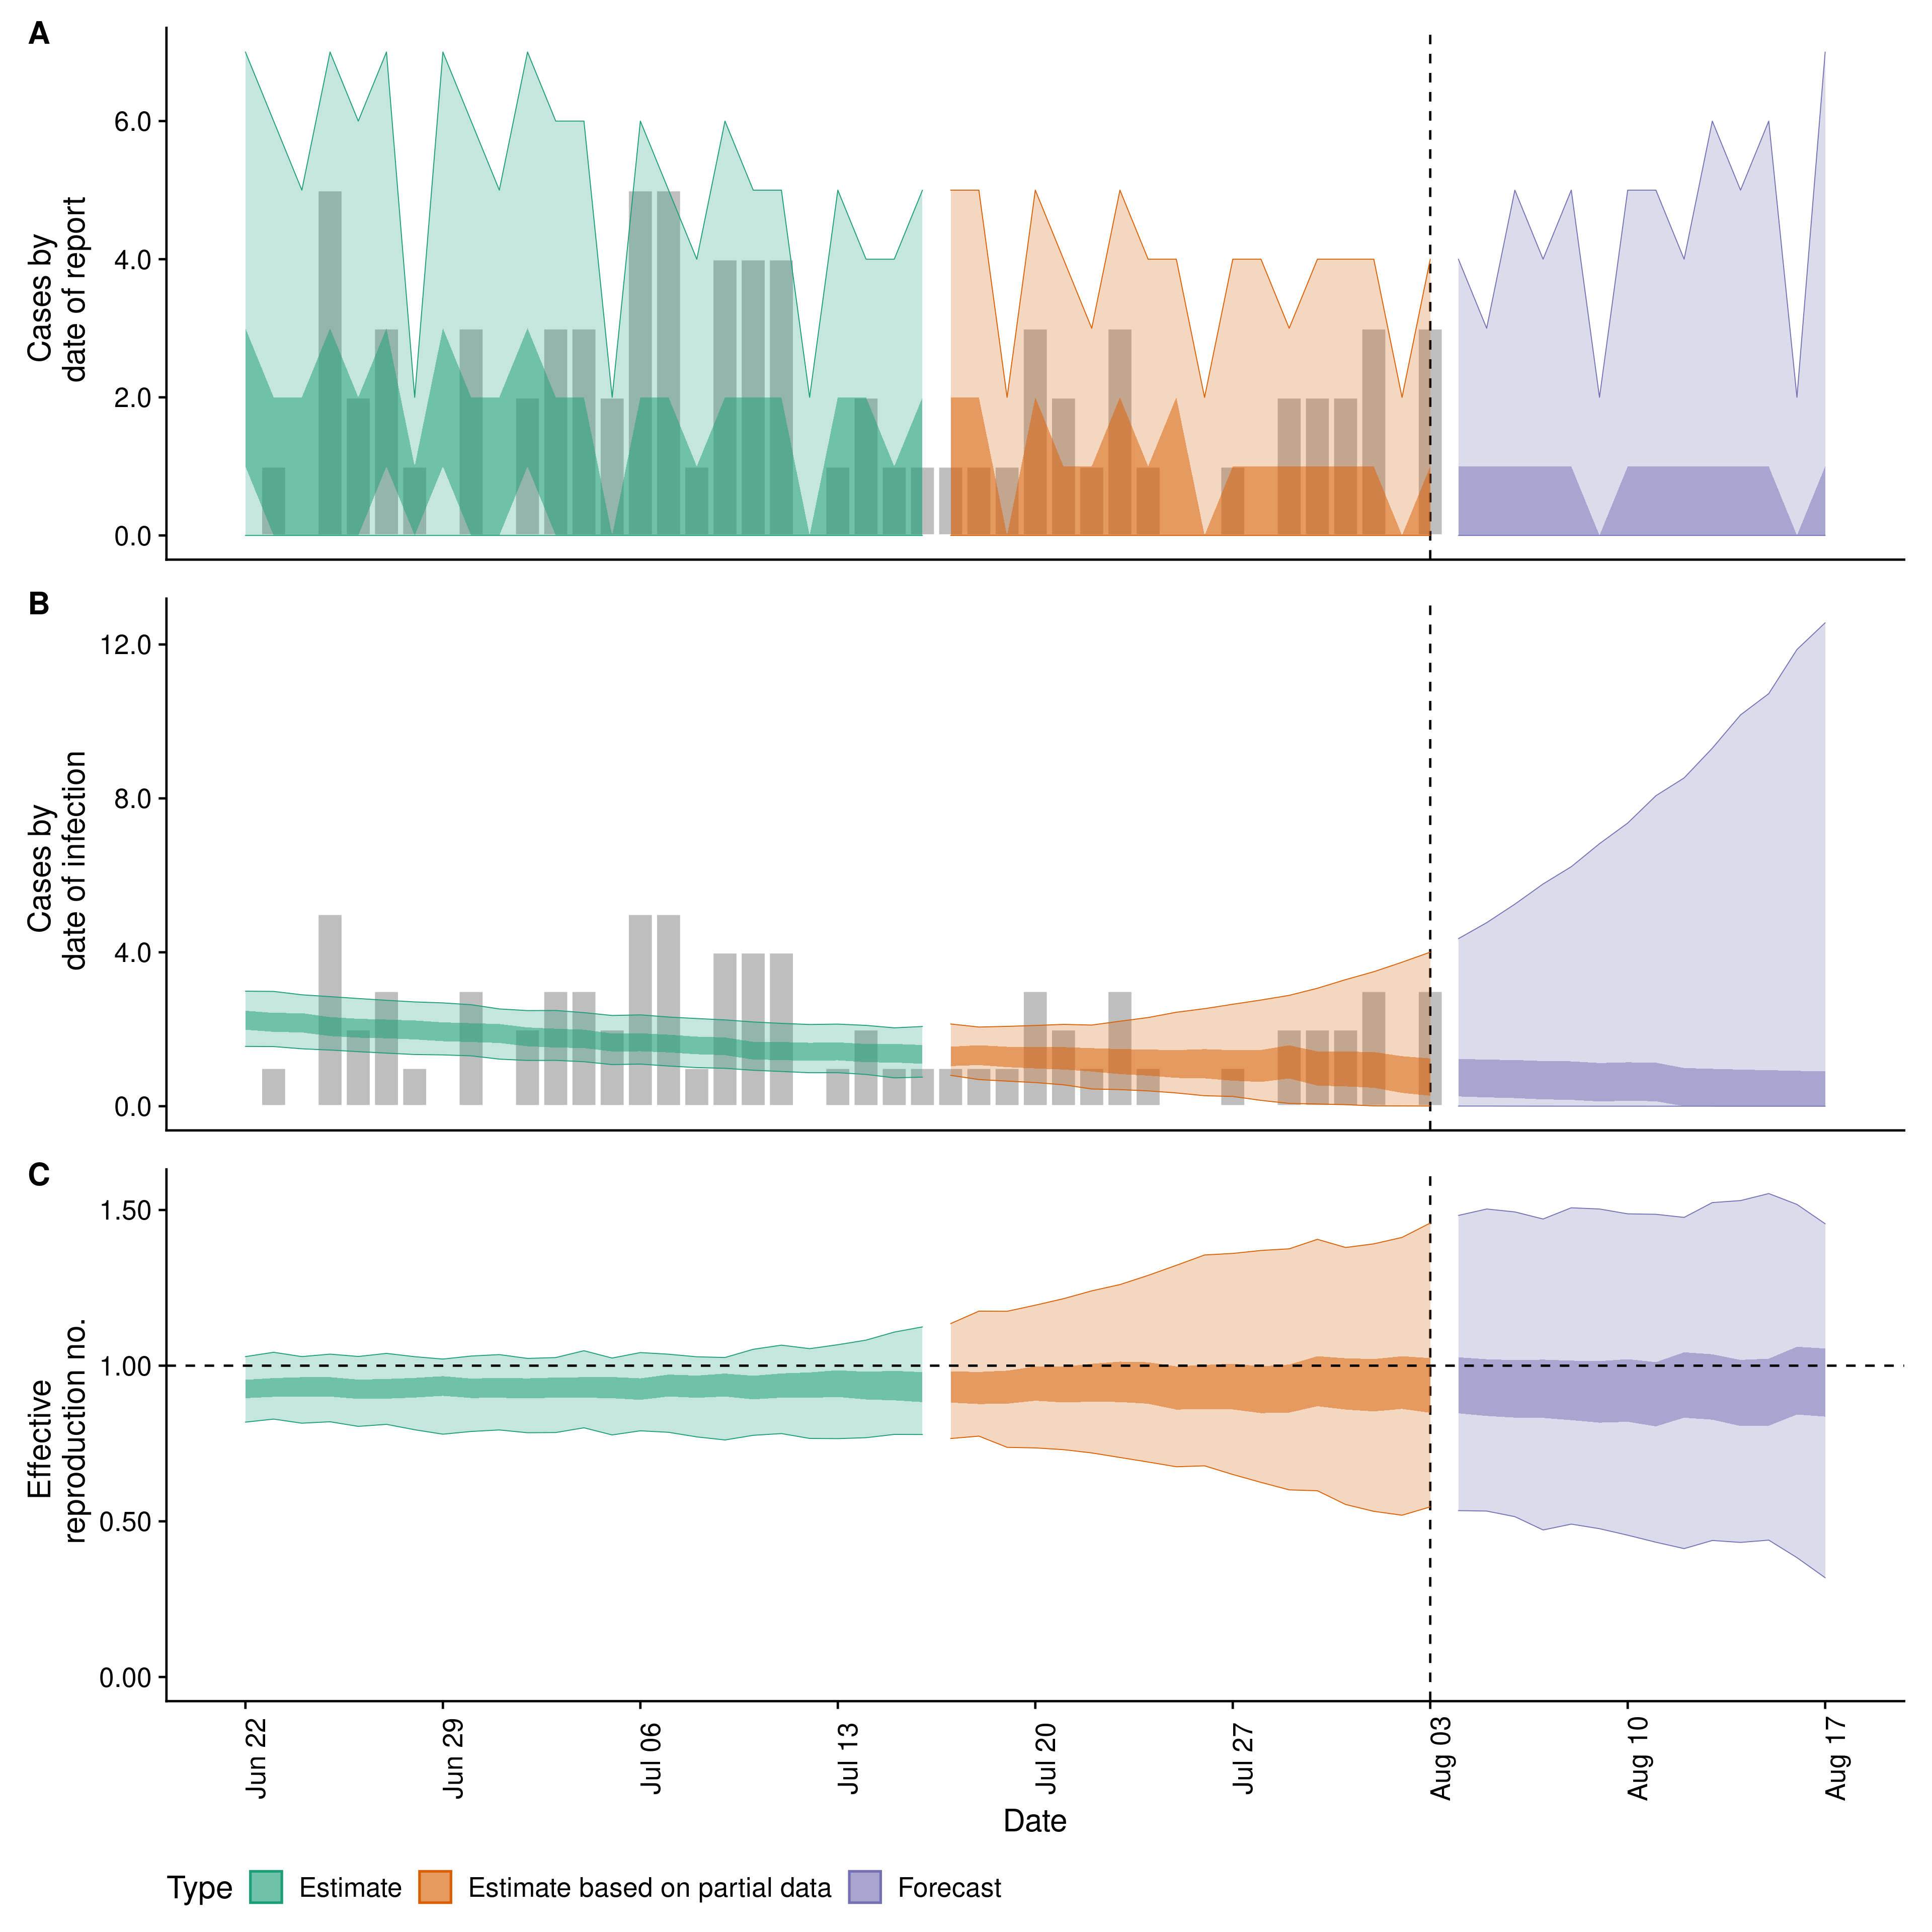 A
Cases by
date of report
6.0
4.0
2.0
0.0
B
Cases by
date of infection
12.0
8.0
4.0
0.0
C
Effective
reproduction no.
1.50
1.00
0.50
0.00
Jun 22
Jun 29
Jul 06
Jul 13
Jul 20
Jul 27
Aug 03
Aug 10
Aug 17
Date
Type Estimate Estimate based on partial data Forecast